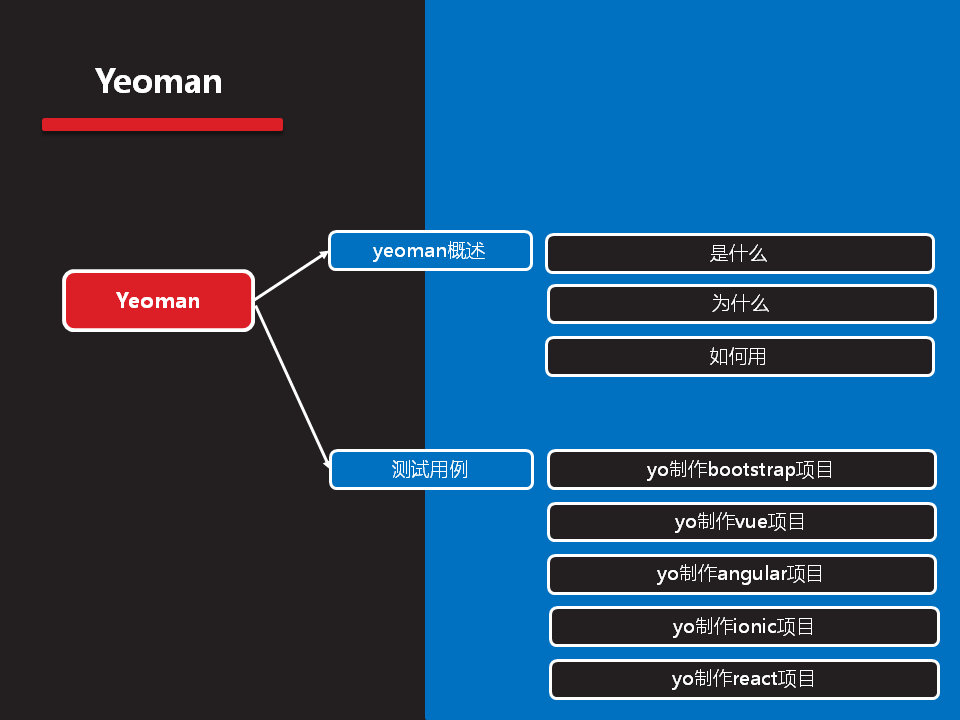 Yeoman
Yeoman
yeoman概述
是什么
为什么
如何用
测试用例
yo制作bootstrap项目
yo制作vue项目
yo制作angular项目
yo制作ionic项目
yo制作react项目